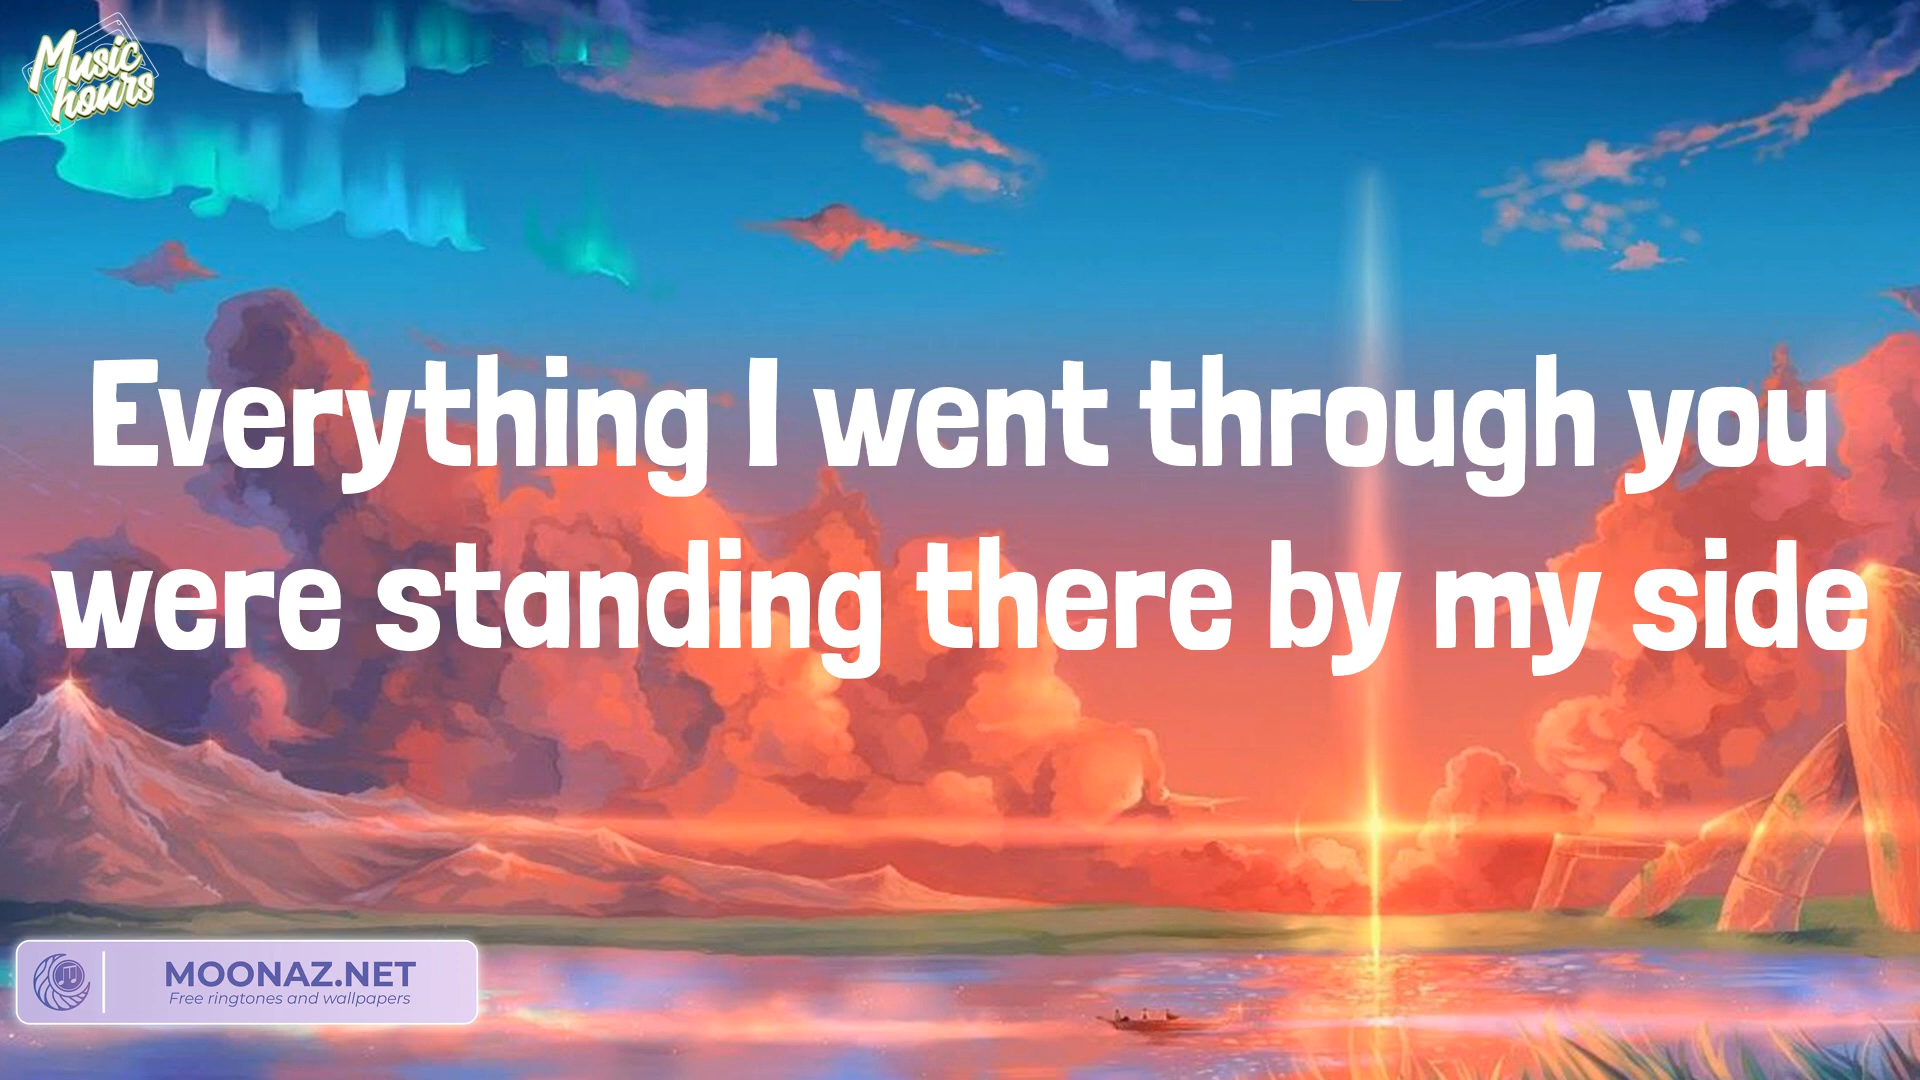 Music
hours
Everything I went through you
were standing there by my side
MOONAZ.NET
Free ringtones and wallpapers